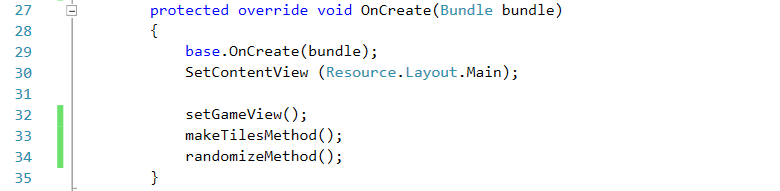 27 protected override void OnCreate(Bundle bundle)
28 {
29 base.OnCreate(bundle);
30 SetContentView (Resource.Layout.Main);
31
32 setGameView();
33 makeTilesMethod();
34 randomizeMethod();
35 }